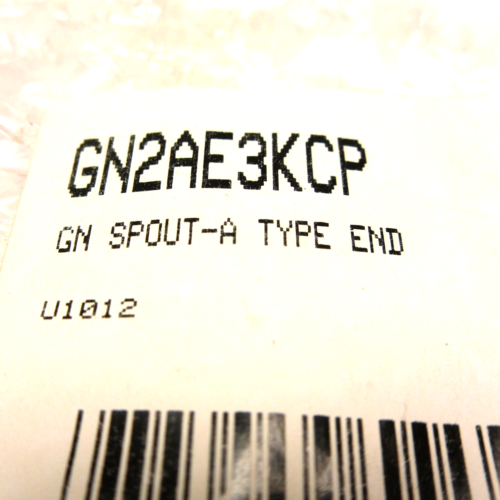 GN2AE3KCP
GN SPOUT-A TYPE END
U1012